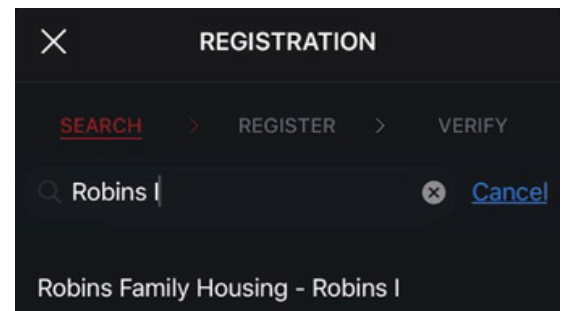 REGISTRATION
SEARCH > REGISTER > VERIFY
Robins I Cancel
Robins Family Housing - Robins I